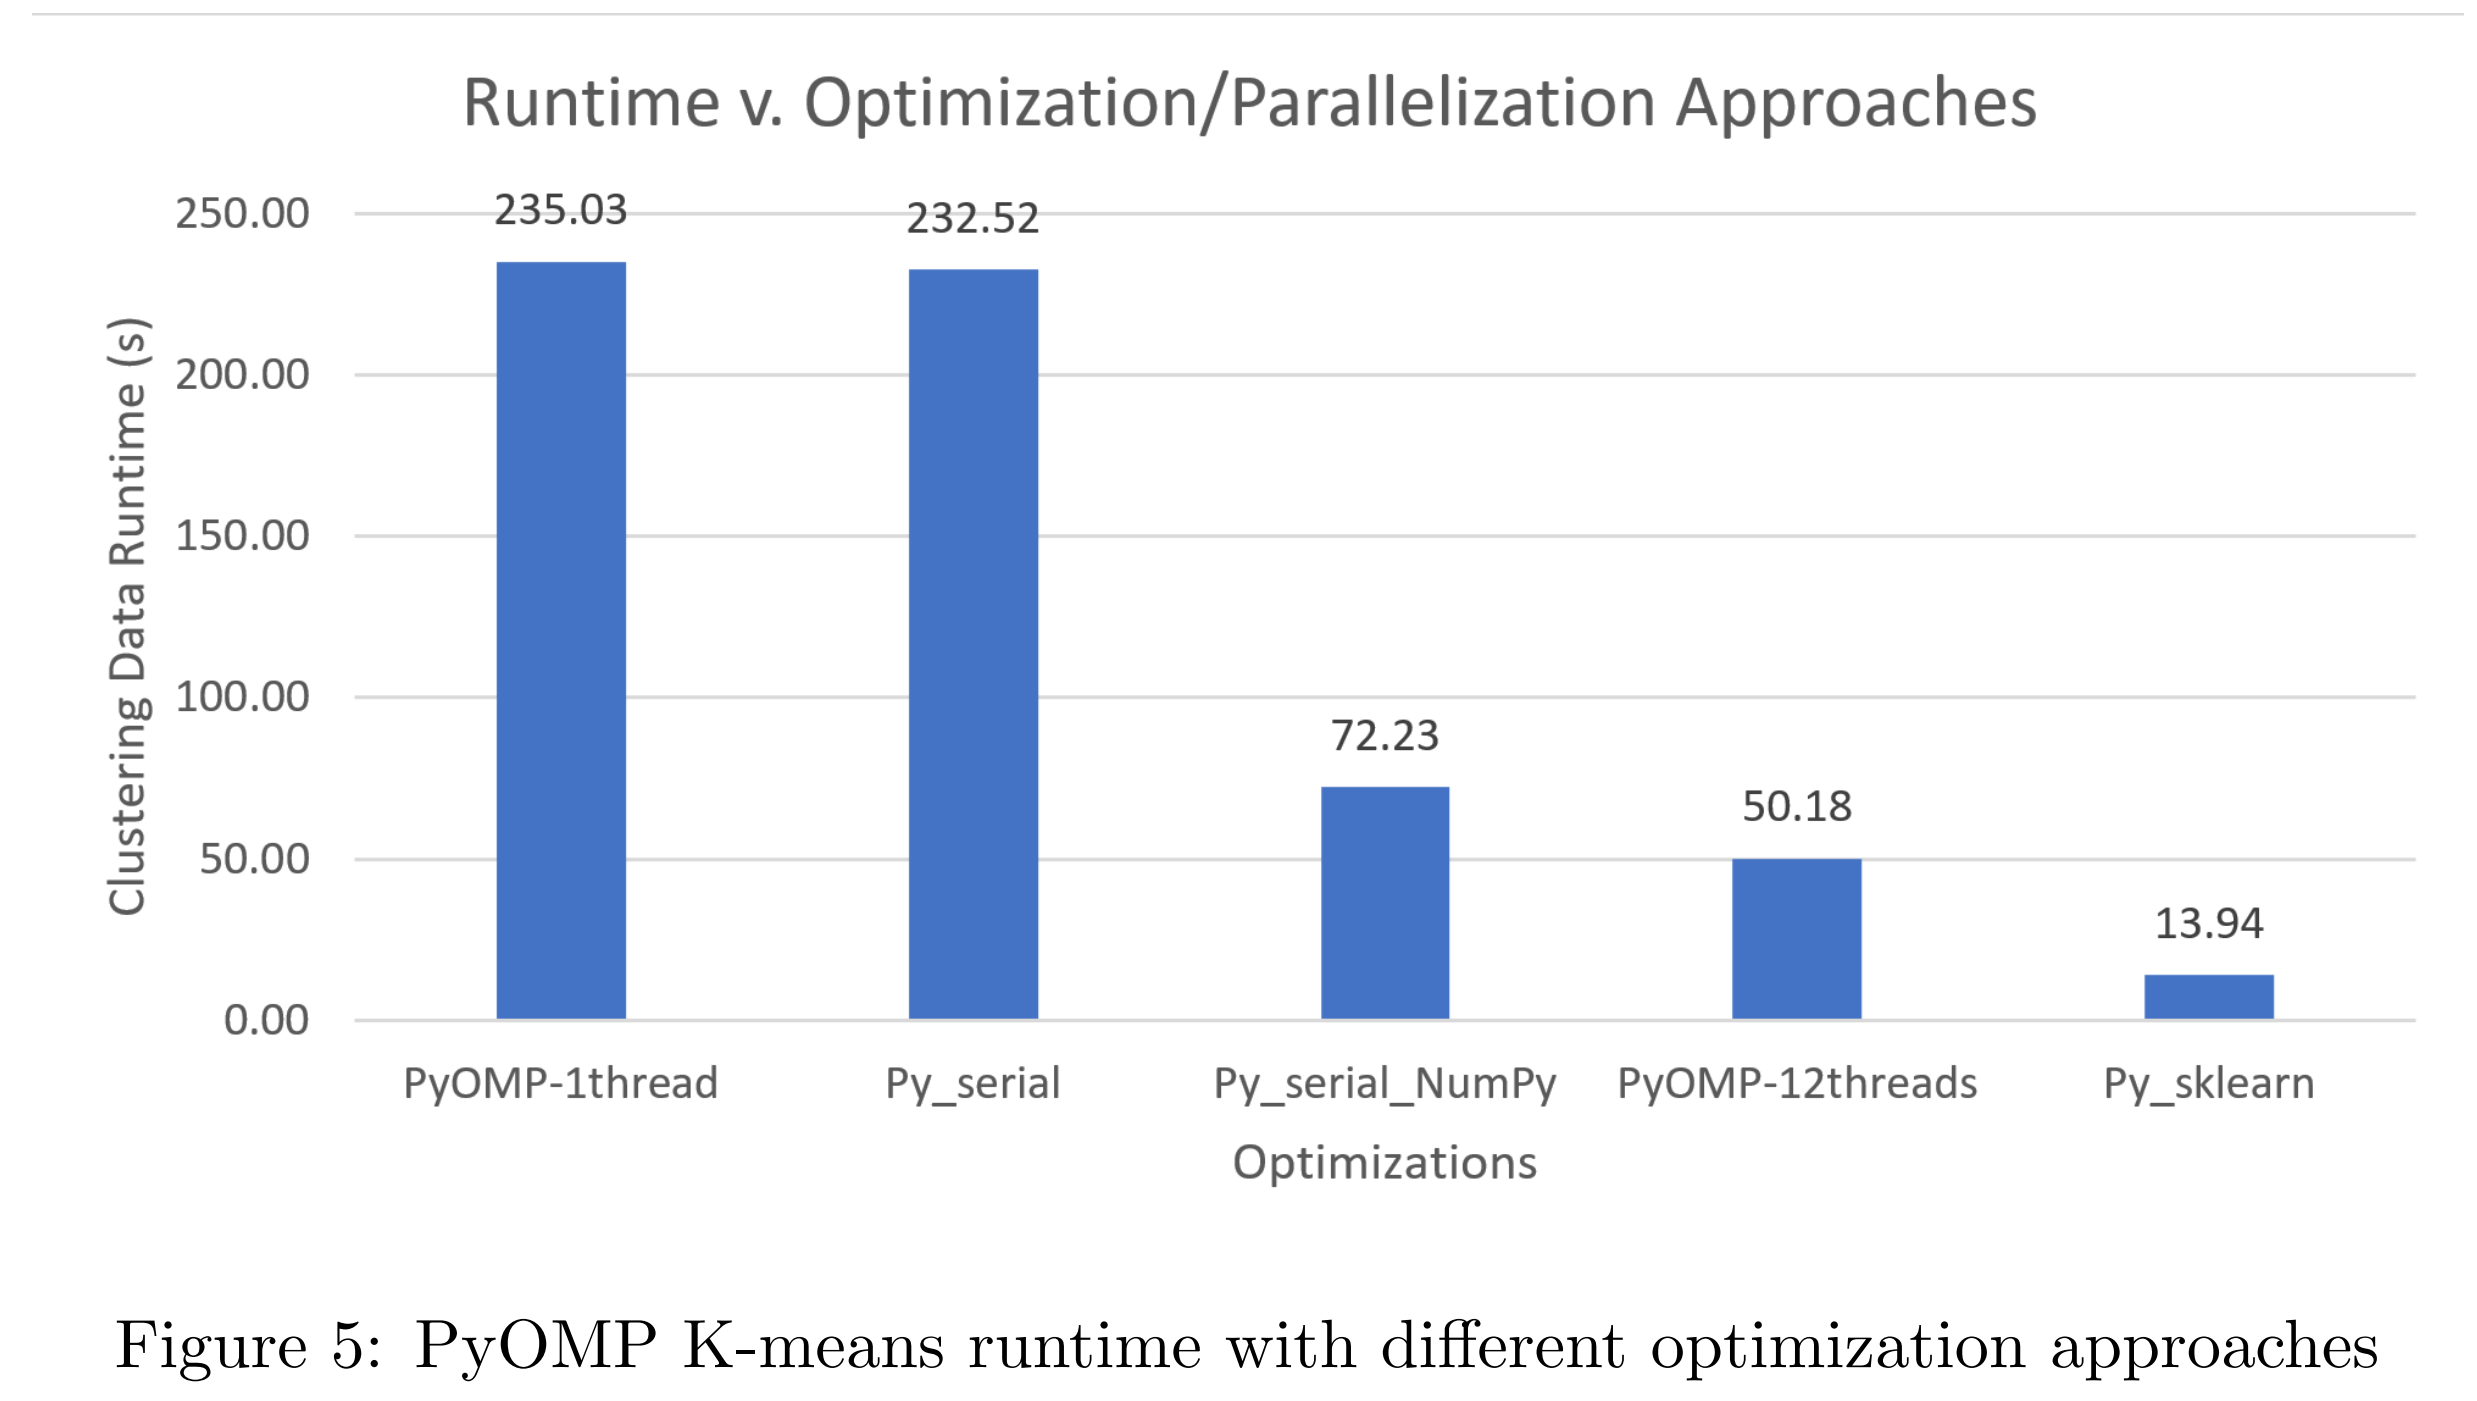 Runtime v. Optimization/Parallelization Approaches
Clustering Data Runtime (s)
250.00
200.00
150.00
100.00
50.00
0.00
235.03
232.52
72.23
50.18
13.94
PyOMP-1thread
Py_serial
Py_serial_NumPy
PyOMP-12threads
Py_sklearn
Optimizations
Figure 5: PyOMP K-means runtime with different optimization approaches